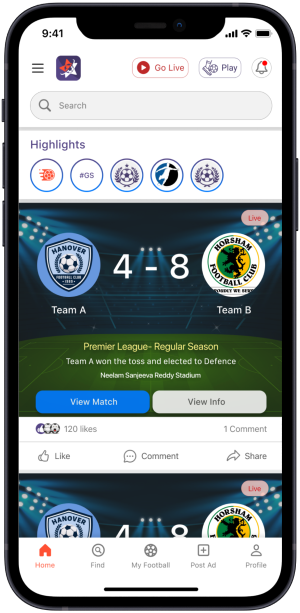 9:41
Go Live
Play
Search
Highlights
#GS
Live
HANOVER
FOOTBALL CLUB
HORSHAM
FOOTBALL CLUB
4 - 8
Team A
Team B
Premier League- Regular Season
Team A won the toss and elected to Defence
Neelam Sanjeeva Reddy Stadium
View Match
View Info
120 likes
1 Comment
Like
Comment
Share
Live
HANOVER
HORSHAM
Home
Find
My Football
Post Ad
Profile